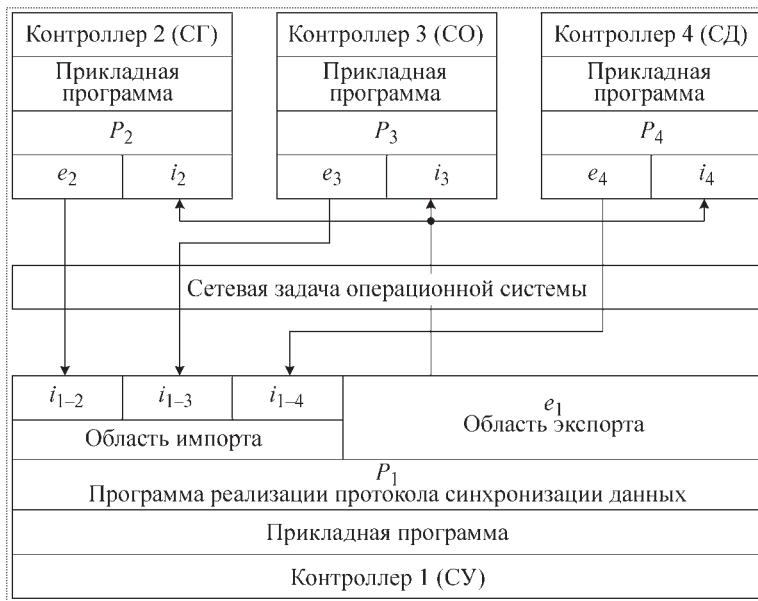 Контроллер 2 (СГ)
Прикладная
программа
P2
e2
i2
Контроллер 3 (СО)
Прикладная
программа
P3
e3
i3
Контроллер 4 (СД)
Прикладная
программа
P4
e4
i4
Сетевая задача операционной системы
i1–2
i1–3
i1–4
Область импорта
e1
Область экспорта
P1
Программа реализации протокола синхронизации данных
Прикладная программа
Контроллер 1 (СУ)